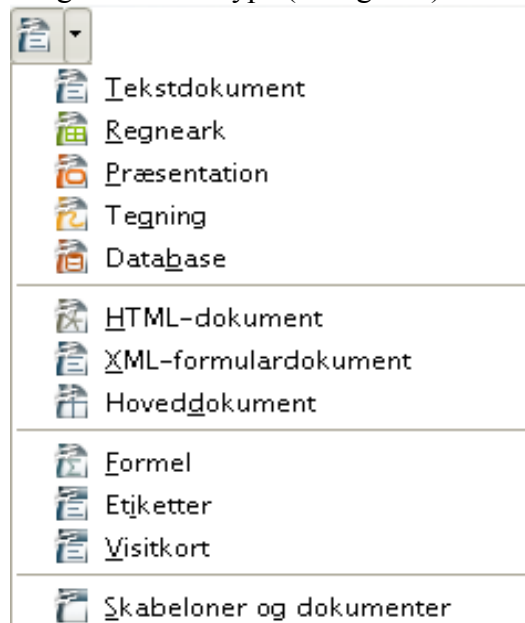 Tekstdokument
Regneark
Præsentation
Tegning
Database
HTML-dokument
XML-formulardokument
Hoveddokument
Formel
Etiketter
Visitkort
Skabeloner og dokumenter